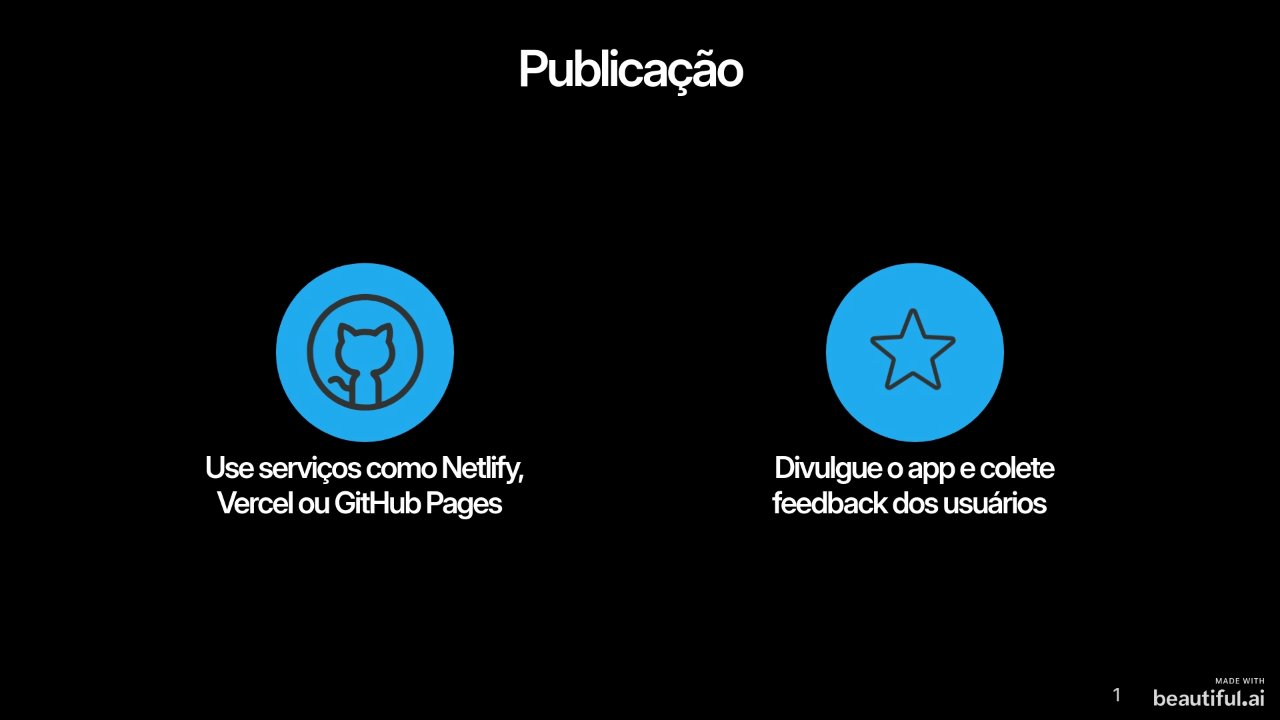 Publicação
Use serviços como Netlify,
Vercel ou GitHub Pages
Divulgue o app e colete
feedback dos usuários
1
MADE WITH
beautiful.ai